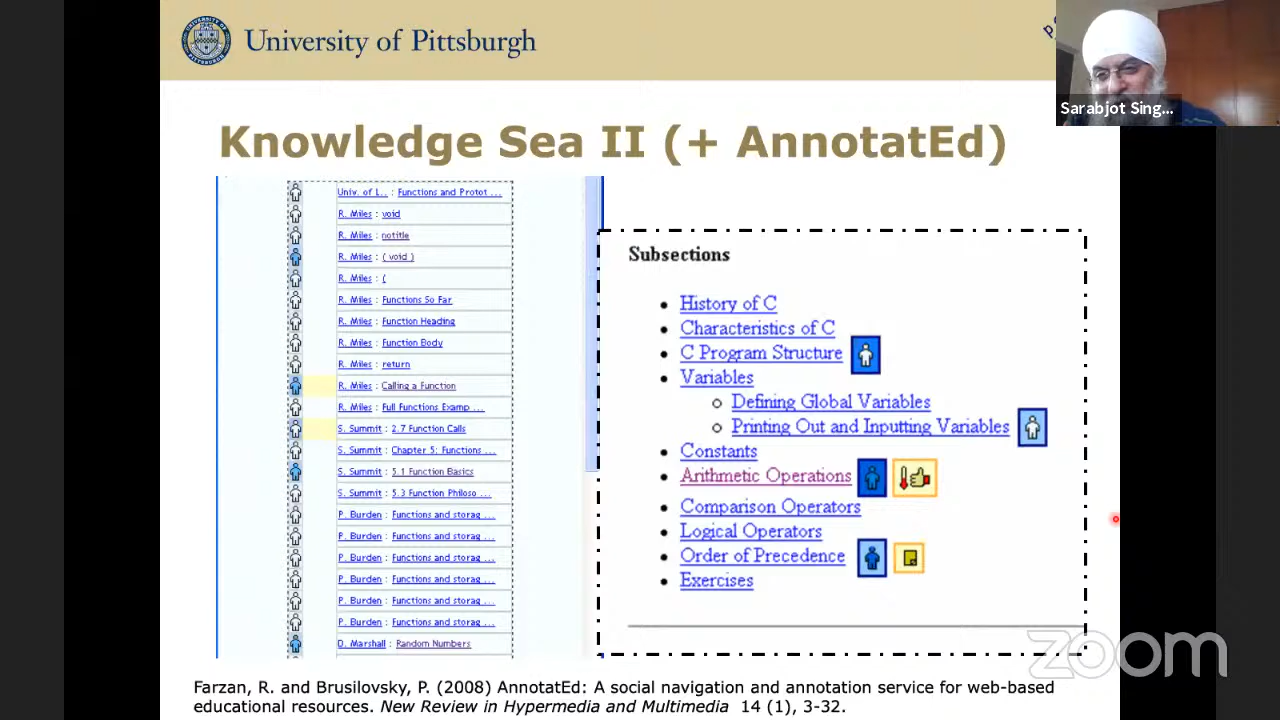 University of Pittsburgh
Sarabjot Sing...
Knowledge Sea II (+ AnnotatEd)
Univ. of L.. : Functions and Protot ...
R. Miles : void
R. Miles : notitle
R. Miles : ( void )
R. Miles : (
R. Miles : Functions So Far
R. Miles : Function Heading
R. Miles : Function Body
R. Miles : return
R. Miles : Calling a Function
R. Miles : Full Functions Examp ...
S. Summit : 2.7 Function Calls
S. Summit : Chapter 5: Functions ...
S. Summit : 5.1 Function Basics
S. Summit : 5.3 Function Philoso ...
P. Burden : Functions and storag ...
P. Burden : Functions and storag ...
P. Burden : Functions and storag ...
P. Burden : Functions and storag ...
P. Burden : Functions and storag ...
P. Burden : Functions and storag ...
D. Marshall : Random Numbers
Subsections
History of C
Characteristics of C
C Program Structure
Variables
Defining Global Variables
Printing Out and Inputting Variables
Constants
Arithmetic Operations
Comparison Operators
Logical Operators
Order of Precedence
Exercises
zoom
Farzan, R. and Brusilovsky, P. (2008) AnnotatEd: A social navigation and annotation service for web-based
educational resources. New Review in Hypermedia and Multimedia 14 (1), 3-32.